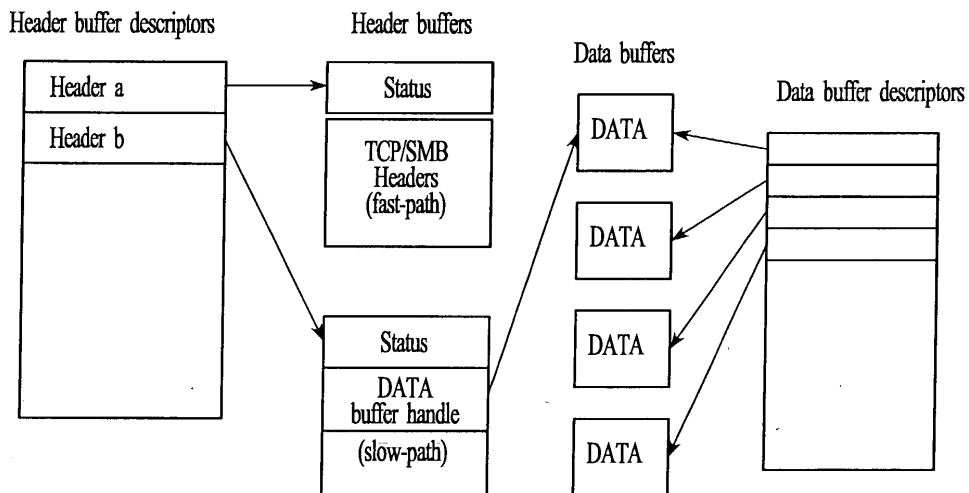 Header buffer descriptors
Header a
Header b
Header buffers
Status
TCP/SMB
Headers
(fast-path)
Status
DATA
buffer handle
(slow-path)
Data buffers
DATA
DATA
DATA
DATA
Data buffer descriptors